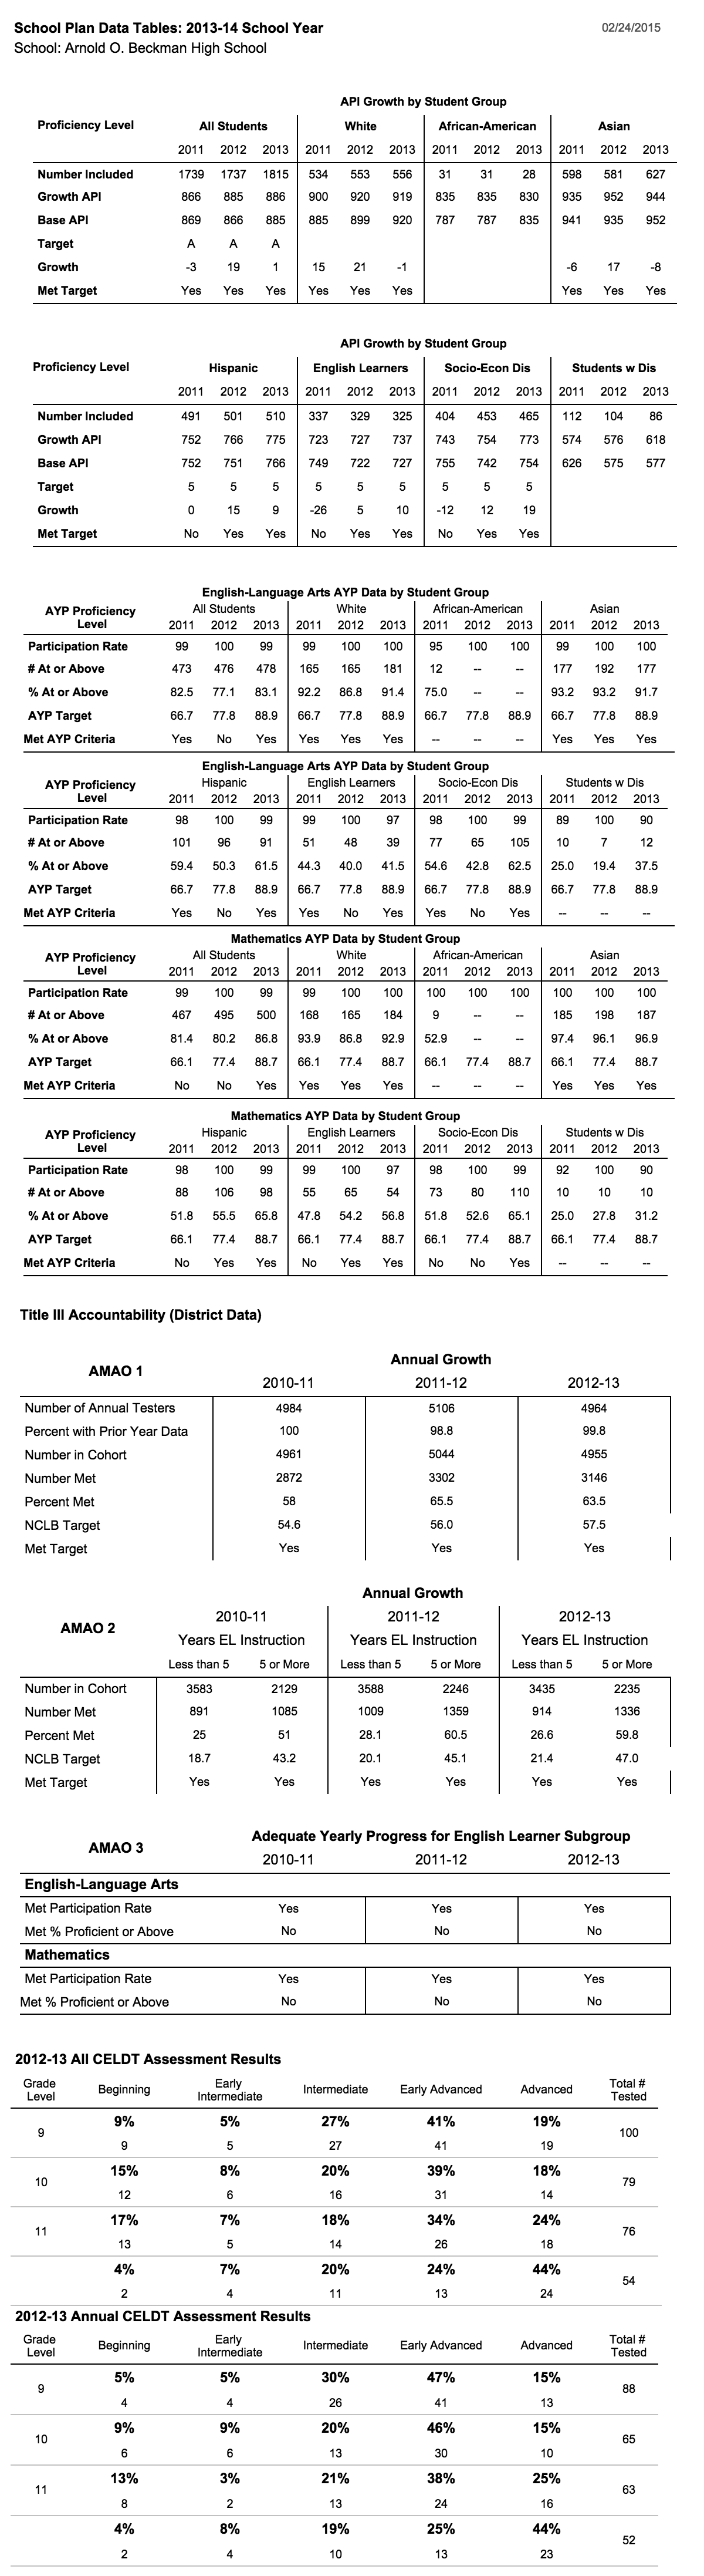 School Plan Data Tables: 2013-14 School Year 02/24/2015
School: Arnold O. Beckman High School
API Growth by Student Group
Proficiency Level All Students White African-American Asian
2011 2012 2013 2011 2012 2013 2011 2012 2013 2011 2012 2013
Number Included 1739 1737 1815 534 553 556 31 31 28 598 581 627
Growth API 866 885 886 900 920 919 835 835 830 935 952 944
Base API 869 866 885 885 899 920 787 787 835 941 935 952
Target A A A
Growth -3 19 1 15 21 -1 -6 17 -8
Met Target Yes Yes Yes Yes Yes Yes Yes Yes Yes
API Growth by Student Group
Proficiency Level Hispanic English Learners Socio-Econ Dis Students w Dis
2011 2012 2013 2011 2012 2013 2011 2012 2013 2011 2012 2013
Number Included 491 501 510 337 329 325 404 453 465 112 104 86
Growth API 752 766 775 723 727 737 743 754 773 574 576 618
Base API 752 751 766 749 722 727 755 742 754 626 575 577
Target 5 5 5 5 5 5 5 5 5
Growth 0 15 9 -26 5 10 -12 12 19
Met Target No Yes Yes No Yes Yes No Yes Yes
English-Language Arts AYP Data by Student Group
AYP Proficiency All Students White African-American Asian
Level 2011 2012 2013 2011 2012 2013 2011 2012 2013 2011 2012 2013
Participation Rate 99 100 99 99 100 100 95 100 100 99 100 100
# At or Above 473 476 478 165 165 181 12 -- -- 177 192 177
% At or Above 82.5 77.1 83.1 92.2 86.8 91.4 75.0 -- -- 93.2 93.2 91.7
AYP Target 66.7 77.8 88.9 66.7 77.8 88.9 66.7 77.8 88.9 66.7 77.8 88.9
Met AYP Criteria Yes No Yes Yes Yes Yes -- -- -- Yes Yes Yes
English-Language Arts AYP Data by Student Group
AYP Proficiency Hispanic English Learners Socio-Econ Dis Students w Dis
Level 2011 2012 2013 2011 2012 2013 2011 2012 2013 2011 2012 2013
Participation Rate 98 100 99 99 100 97 98 100 99 89 100 90
# At or Above 101 96 91 51 48 39 77 65 105 10 7 12
% At or Above 59.4 50.3 61.5 44.3 40.0 41.5 54.6 42.8 62.5 25.0 19.4 37.5
AYP Target 66.7 77.8 88.9 66.7 77.8 88.9 66.7 77.8 88.9 66.7 77.8 88.9
Met AYP Criteria Yes No Yes Yes No Yes Yes No Yes -- -- --
Mathematics AYP Data by Student Group
AYP Proficiency All Students White African-American Asian
Level 2011 2012 2013 2011 2012 2013 2011 2012 2013 2011 2012 2013
Participation Rate 99 100 99 99 100 100 100 100 100 100 100 100
# At or Above 467 495 500 168 165 184 9 -- -- 185 198 187
% At or Above 81.4 80.2 86.8 93.9 86.8 92.9 52.9 -- -- 97.4 96.1 96.9
AYP Target 66.1 77.4 88.7 66.1 77.4 88.7 66.1 77.4 88.7 66.1 77.4 88.7
Met AYP Criteria No No Yes Yes Yes Yes -- -- -- Yes Yes Yes
Mathematics AYP Data by Student Group
AYP Proficiency Hispanic English Learners Socio-Econ Dis Students w Dis
Level 2011 2012 2013 2011 2012 2013 2011 2012 2013 2011 2012 2013
Participation Rate 98 100 99 99 100 97 98 100 99 92 100 90
# At or Above 88 106 98 55 65 54 73 80 110 10 10 10
% At or Above 51.8 55.5 65.8 47.8 54.2 56.8 51.8 52.6 65.1 25.0 27.8 31.2
AYP Target 66.1 77.4 88.7 66.1 77.4 88.7 66.1 77.4 88.7 66.1 77.4 88.7
Met AYP Criteria No Yes Yes No Yes Yes No No Yes -- -- --
Title III Accountability (District Data)
Annual Growth
AMAO 1
2010-11 2011-12 2012-13
Number of Annual Testers 4984 5106 4964
Percent with Prior Year Data 100 98.8 99.8
Number in Cohort 4961 5044 4955
Number Met 2872 3302 3146
Percent Met 58 65.5 63.5
NCLB Target 54.6 56.0 57.5
Met Target Yes Yes Yes
Annual Growth
2010-11 2011-12 2012-13
AMAO 2
Years EL Instruction Years EL Instruction Years EL Instruction
Less than 5 5 or More Less than 5 5 or More Less than 5 5 or More
Number in Cohort 3583 2129 3588 2246 3435 2235
Number Met 891 1085 1009 1359 914 1336
Percent Met 25 51 28.1 60.5 26.6 59.8
NCLB Target 18.7 43.2 20.1 45.1 21.4 47.0
Met Target Yes Yes Yes Yes Yes Yes
Adequate Yearly Progress for English Learner Subgroup
AMAO 3
2010-11 2011-12 2012-13
English-Language Arts
Met Participation Rate Yes Yes Yes
Met % Proficient or Above No No No
Mathematics
Met Participation Rate Yes Yes Yes
Met % Proficient or Above No No No
2012-13 All CELDT Assessment Results
Grade Level Beginning Early Intermediate Intermediate Early Advanced Advanced Total # Tested
9% 5% 27% 41% 19%
9 100
9 5 27 41 19
15% 8% 20% 39% 18%
10 79
12 6 16 31 14
17% 7% 18% 34% 24%
11 76
13 5 14 26 18
4% 7% 20% 24% 44%
54
2 4 11 13 24
2012-13 Annual CELDT Assessment Results
Grade Level Beginning Early Intermediate Intermediate Early Advanced Advanced Total # Tested
5% 5% 30% 47% 15%
9 88
4 4 26 41 13
9% 9% 20% 46% 15%
10 65
6 6 13 30 10
13% 3% 21% 38% 25%
11 63
8 2 13 24 16
4% 8% 19% 25% 44%
52
2 4 10 13 23